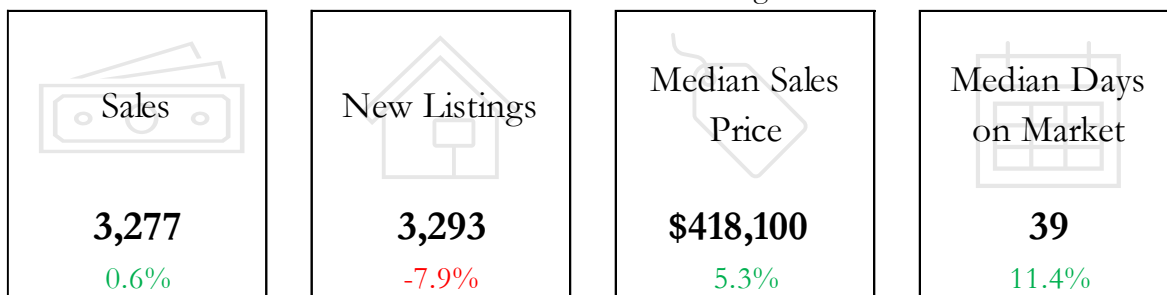 Sales
3,277
0.6%
New Listings
3,293
-7.9%
Median Sales
Price
$418,100
5.3%
Median Days
on Market
39
11.4%